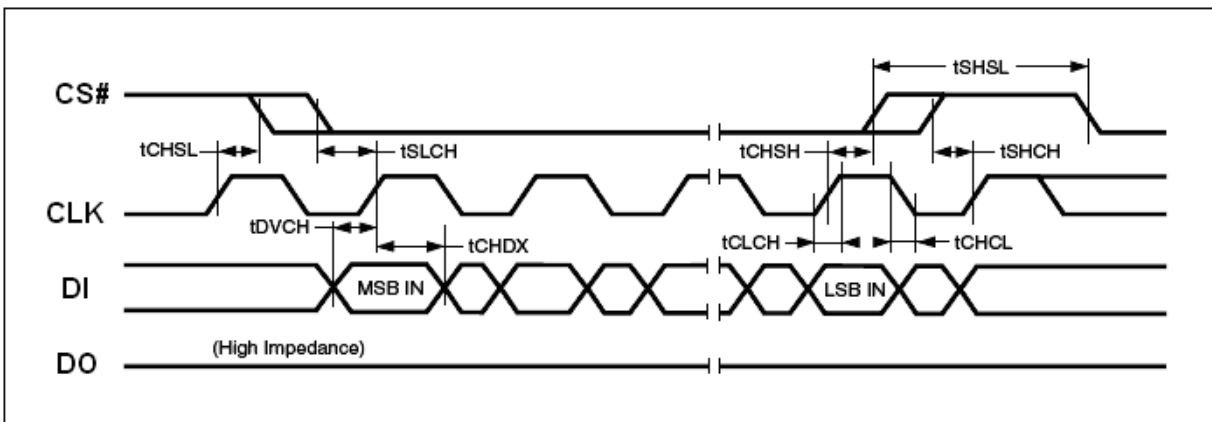 tSHSL
CS#
tCHSL
tSLCH
tCHSH
tSHCH
CLK
tDVCH
tCHDX
tCLCH
tCHCL
DI
MSB IN
LSB IN
(High Impedance)
DO